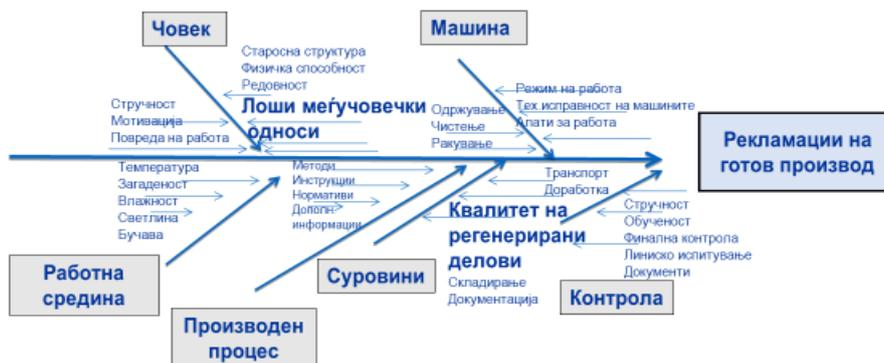 Човек
Машина
Старосна структура
Физичка способност
Редовност
Лоши меѓучовечки
односи
Стручност
Мотивација
Повреда на работа
Режим на работа
Тех.исправност на машините
Алати за работа
Одржување
Чистење
Ракување
Рекламации на
готов производ
Температура
Загаденост
Влажност
Светлина
Бучава
Методи
Инструкции
Нормативи
Дополн
информации
Транспорт
Доработка
Квалитет на
регенерирани
делови
Складирање
Документација
Стручност
Обученост
Финална контрола
Линиско испитување
Документи
Работна
средина
Производен
процес
Суровини
Контрола